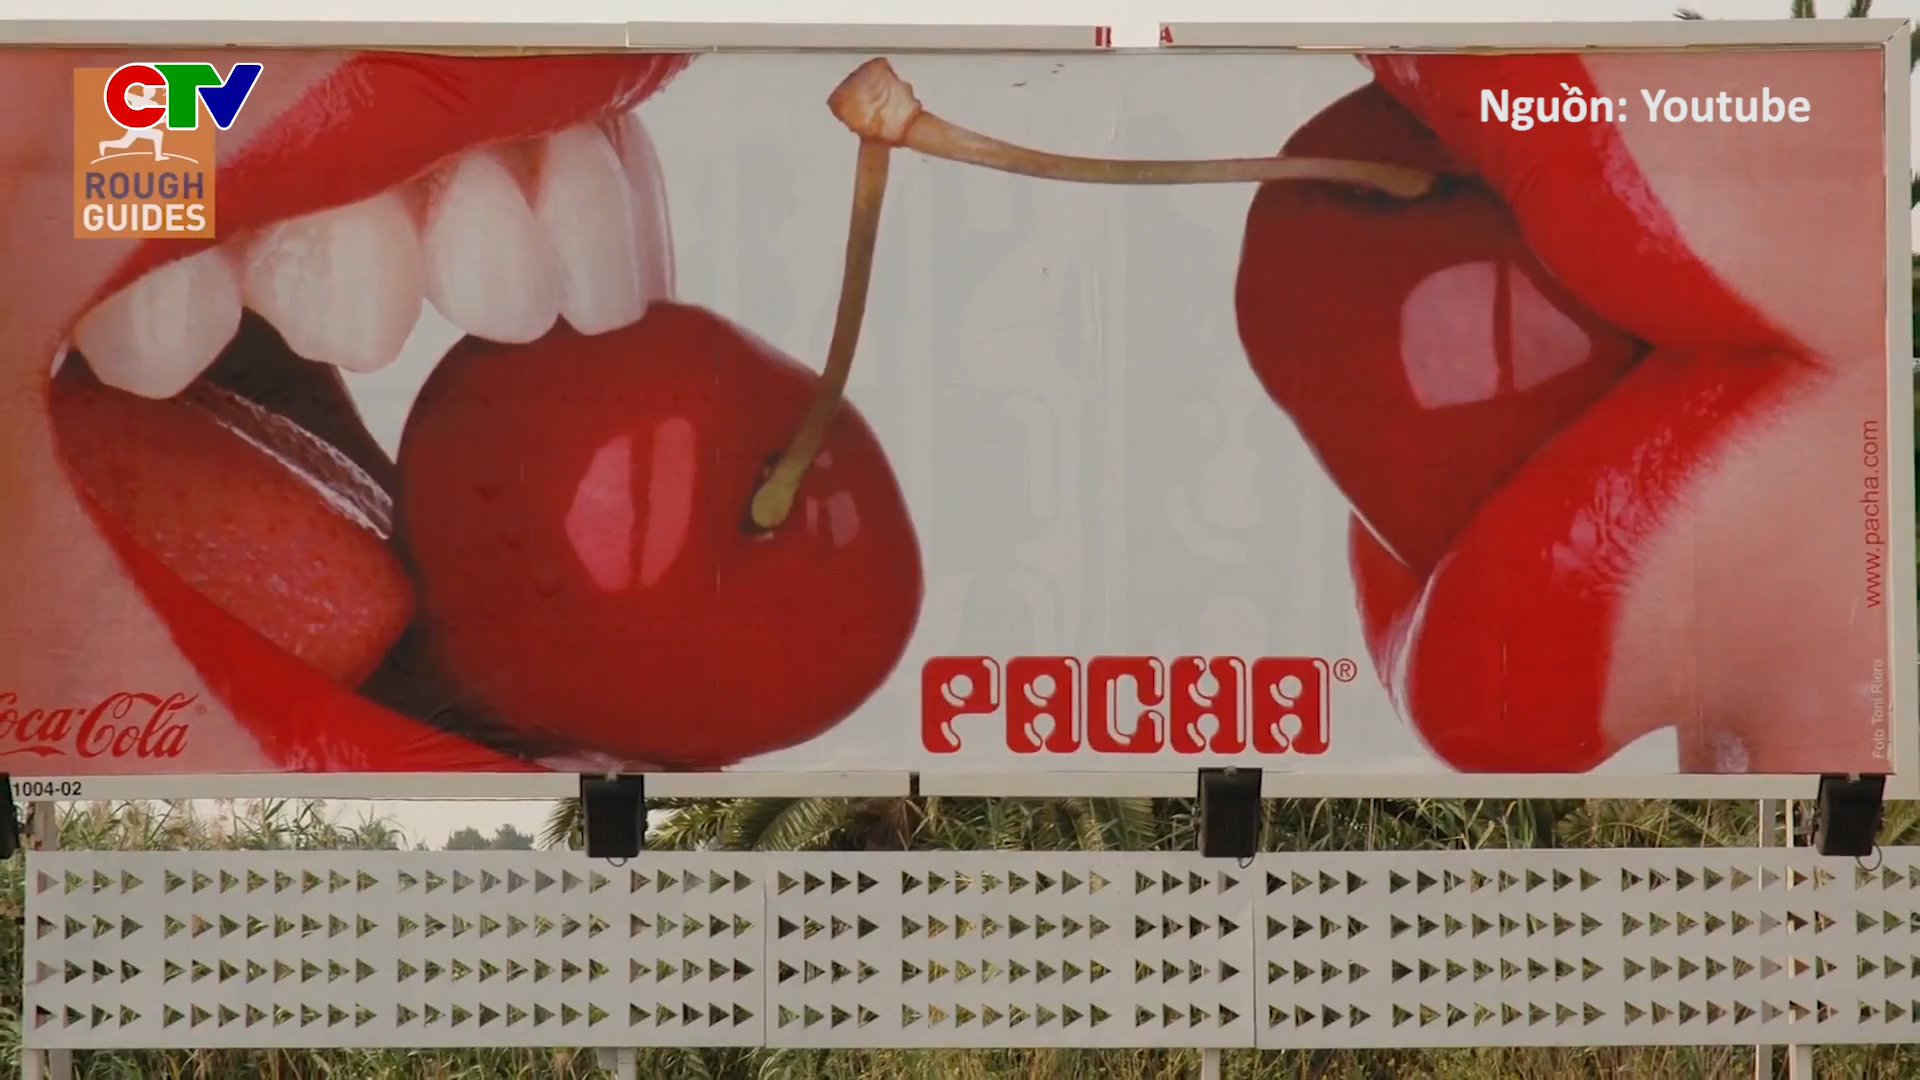 CTV
Nguồn: Youtube
ROUGH
GUIDES
www.pacha.com
PACHA®
Coca-Cola®
Foto Toni Riera
1004-02